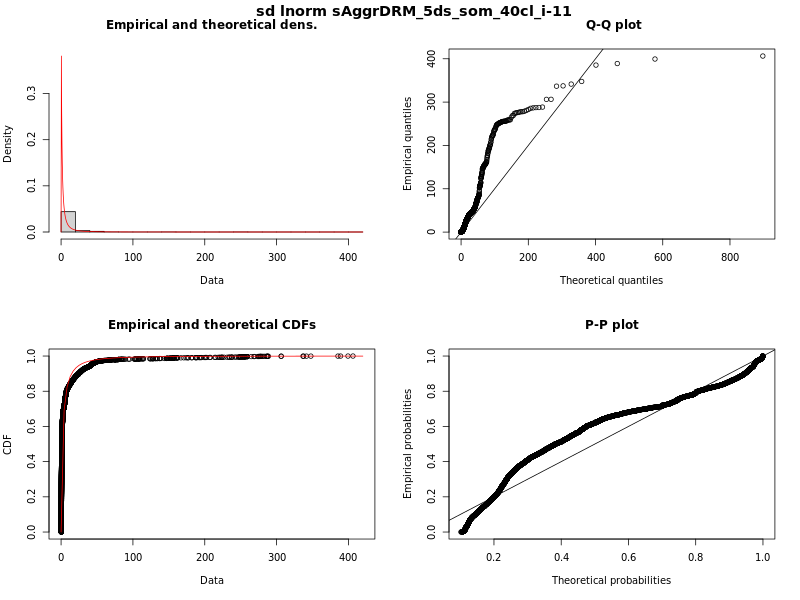 sd lnorm sAggrDRM_5ds_som_40cl_i-11
Empirical and theoretical dens.
Density
0.0 0.1 0.2 0.3
0 100 200 300 400
Data
Q-Q plot
Empirical quantiles
0 100 200 300 400
0 200 400 600 800
Theoretical quantiles
Empirical and theoretical CDFs
CDF
0.0 0.2 0.4 0.6 0.8 1.0
0 100 200 300 400
Data
P-P plot
Empirical probabilities
0.0 0.2 0.4 0.6 0.8 1.0
0.2 0.4 0.6 0.8 1.0
Theoretical probabilities